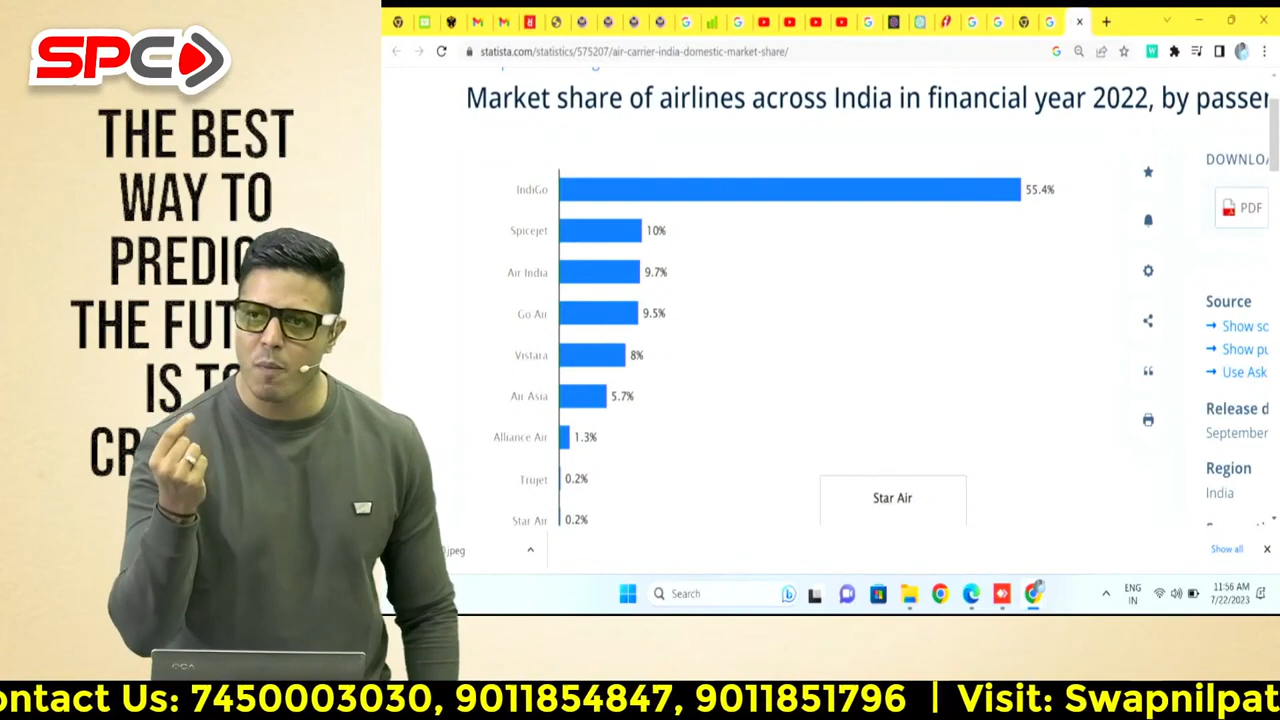 SPC
THE BEST
WAY TO
PREDIC
THE FUT
IS TO
CR
statista.com/statistics/575207/air-carrier-india-domestic-market-share/
Market share of airlines across India in financial year 2022, by passen
IndiGo 55.4%
Spicejet 10%
Air India 9.7%
Go Air 9.5%
Vistara 8%
Air Asia 5.7%
Alliance Air 1.3%
Trujet 0.2%
Star Air 0.2%
Star Air
DOWNLOA
PDF
Source
→ Show so
→ Show pu
→ Use Ask
Release d
September
Region
India
jpeg
Show all
Search
ENG
IN
11:56 AM
7/22/2023
ontact Us: 7450003030, 9011854847, 9011851796 | Visit: Swapnilpat